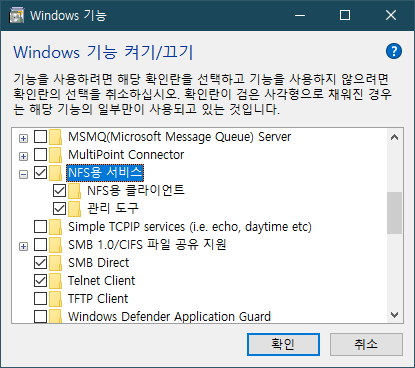 Windows 기능
Windows 기능 켜기/끄기
기능을 사용하려면 해당 확인란을 선택하고 기능을 사용하지 않으려면
확인란의 선택을 취소하십시오. 확인란이 검은 사각형으로 채워진 경우
는 해당 기능의 일부만이 사용되고 있는 것입니다.
MSMQ(Microsoft Message Queue) Server
MultiPoint Connector
NFS용 서비스
NFS용 클라이언트
관리 도구
Simple TCPIP services (i.e. echo, daytime etc)
SMB 1.0/CIFS 파일 공유 지원
SMB Direct
Telnet Client
TFTP Client
Windows Defender Application Guard
확인
취소